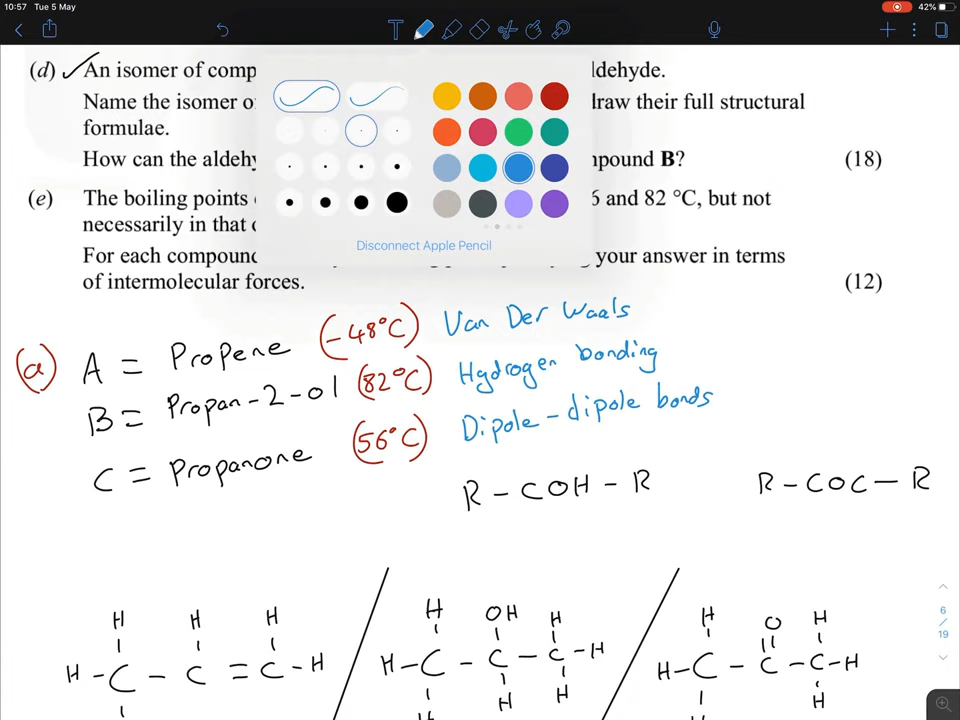 10:57 Tue 5 May 42%
(d) ✓ An isomer of comp ldehyde.
Name the isomer o draw their full structural
formulae.
How can the aldehy pound B? (18)
(e) The boiling points 6 and 82 °C, but not
necessarily in that
For each compound your answer in terms
of intermolecular forces. (12)
Disconnect Apple Pencil
(a) A = Propene (-48°C) Van Der Waals
B = Propan-2-ol (82°C) Hydrogen bonding
C = Propanone (56°C) Dipole-dipole bonds
R - COH - R R - COC - R
6
/
19
H H H H OH H H O H
H - C - C = C - H H - C - C - C - H H - C - C - C - H
H H H